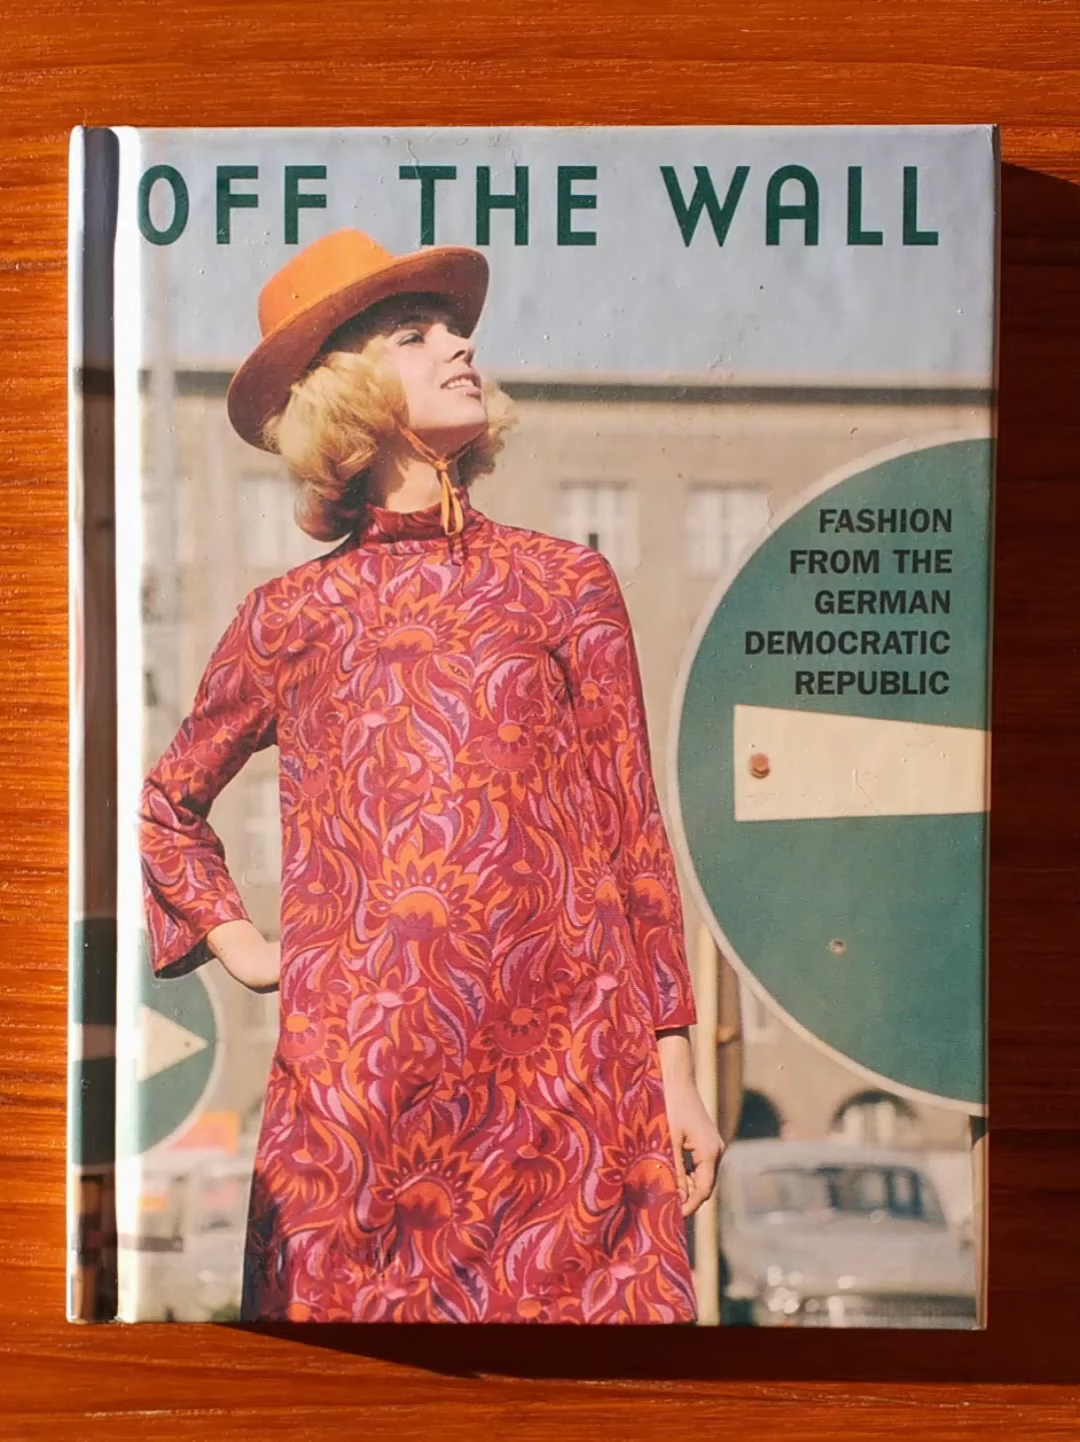 OFF THE WALL
FASHION
FROM THE
GERMAN
DEMOCRATIC
REPUBLIC